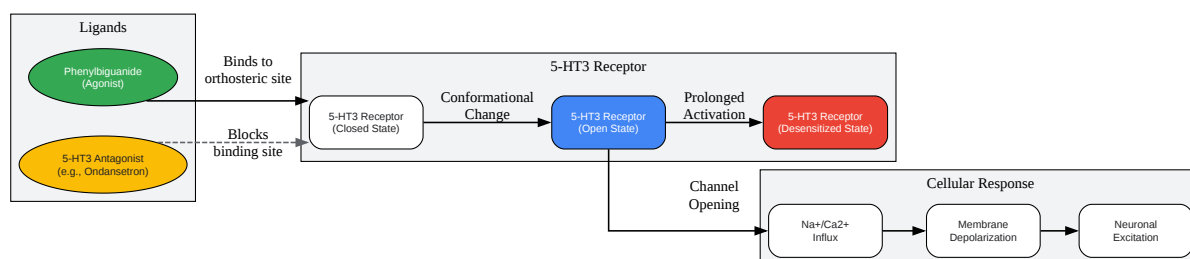 Ligands
Phenylbiguanide
(Agonist)
5-HT3 Antagonist
(e.g., Ondansetron)
Binds to
orthosteric site
Blocks
binding site
5-HT3 Receptor
5-HT3 Receptor
(Closed State)
Conformational
Change
5-HT3 Receptor
(Open State)
Prolonged
Activation
5-HT3 Receptor
(Desensitized State)
Channel
Opening
Cellular Response
Na+/Ca2+
Influx
Membrane
Depolarization
Neuronal
Excitation